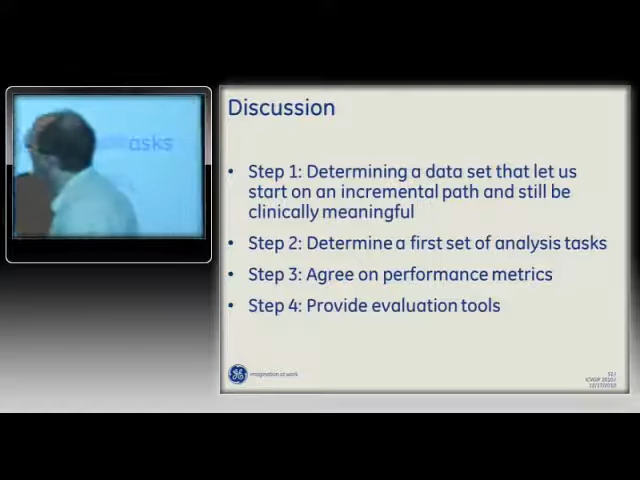 tasks
Discussion
• Step 1: Determining a data set that let us
start on an incremental path and still be
clinically meaningful
• Step 2: Determine a first set of analysis tasks
• Step 3: Agree on performance metrics
• Step 4: Provide evaluation tools
imagination at work